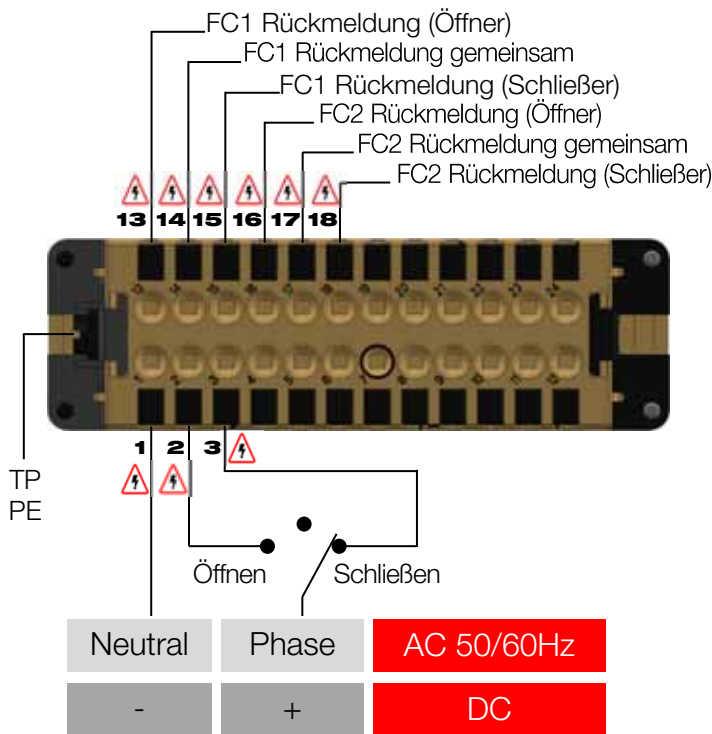 FC1 Rückmeldung (Öffner)
FC1 Rückmeldung gemeinsam
FC1 Rückmeldung (Schließer)
FC2 Rückmeldung (Öffner)
FC2 Rückmeldung gemeinsam
FC2 Rückmeldung (Schließer)
13 14 15 16 17 18
1 2 3
TP
PE
Öffnen Schließen
Neutral Phase AC 50/60Hz
- + DC